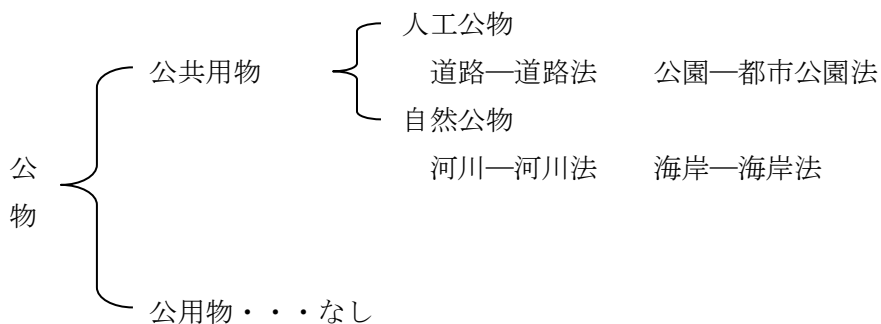 人工公物
公共用物
道路―道路法　　公園―都市公園法
自然公物
公物
河川―河川法　　海岸―海岸法
公用物・・・なし